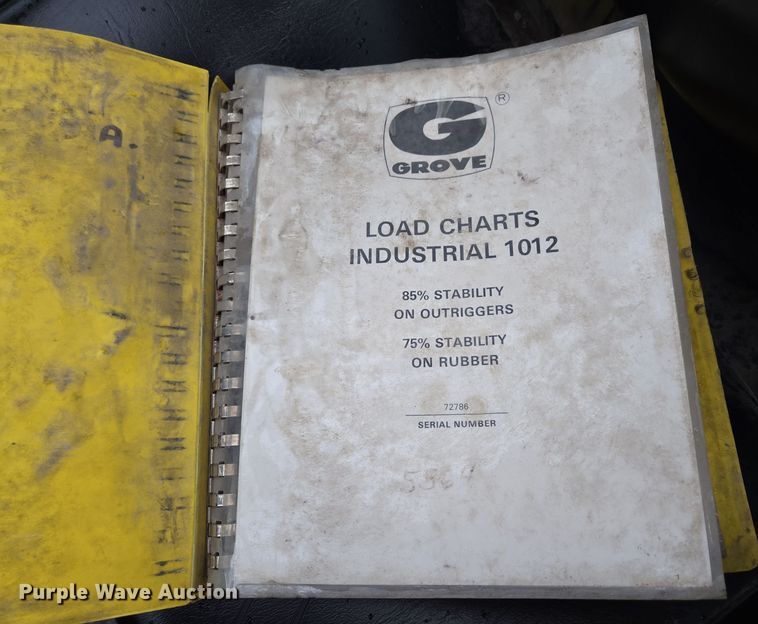 A.
G
®
GROVE
LOAD CHARTS
INDUSTRIAL 1012
85% STABILITY
ON OUTRIGGERS
75% STABILITY
ON RUBBER
72786
SERIAL NUMBER
Purple Wave Auction